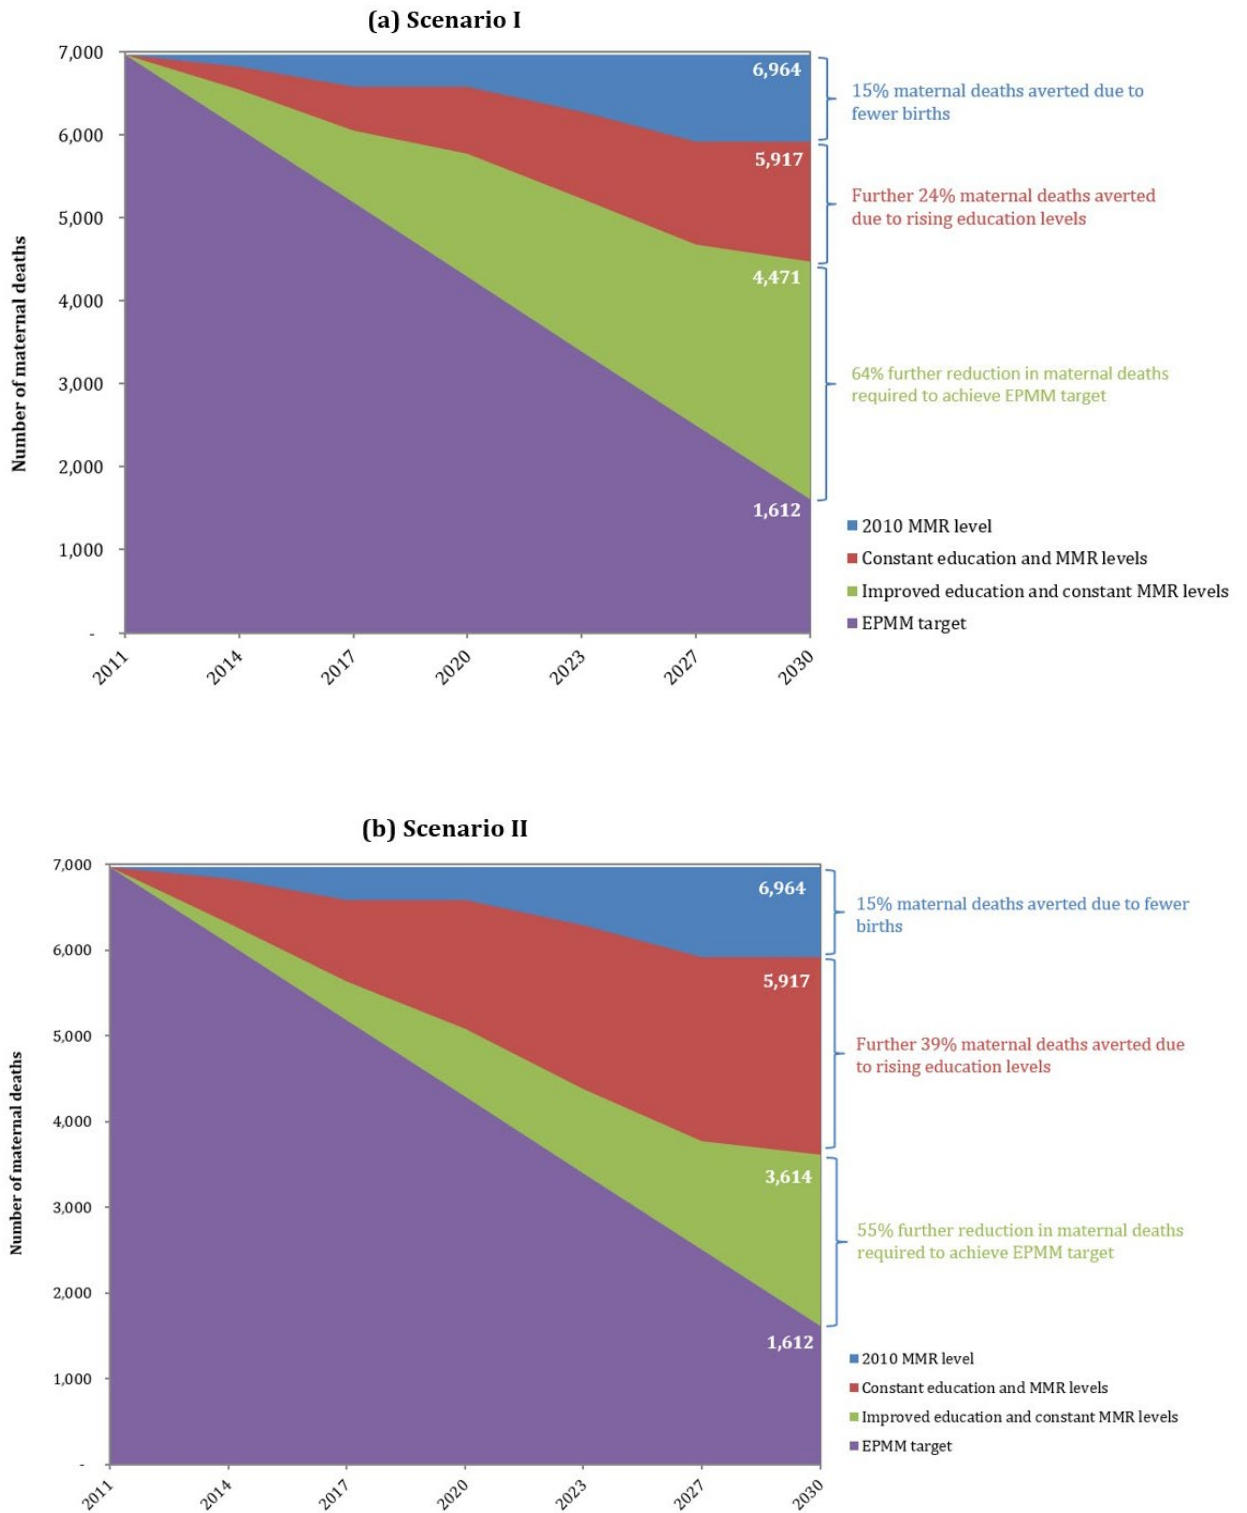 (a) Scenario I
7,000
6,000
5,000
4,000
3,000
2,000
1,000
-
Number of maternal deaths
2011
2014
2017
2020
2023
2027
2030
6,964
5,917
4,471
1,612
15% maternal deaths averted due to
fewer births
Further 24% maternal deaths averted
due to rising education levels
64% further reduction in maternal deaths
required to achieve EPMM target
2010 MMR level
Constant education and MMR levels
Improved education and constant MMR levels
EPMM target
(b) Scenario II
7,000
6,000
5,000
4,000
3,000
2,000
1,000
-
Number of maternal deaths
2011
2014
2017
2020
2023
2027
2030
6,964
5,917
3,614
1,612
15% maternal deaths averted due to fewer
births
Further 39% maternal deaths averted due
to rising education levels
55% further reduction in maternal deaths
required to achieve EPMM target
2010 MMR level
Constant education and MMR levels
Improved education and constant MMR levels
EPMM target